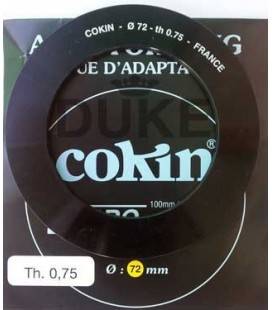 COKIN - Ø 72 - th 0.75 - FRANCE
UE D'ADAPTA
DUKE
cokin®
100mm
Th. 0,75
Ø : 72 mm